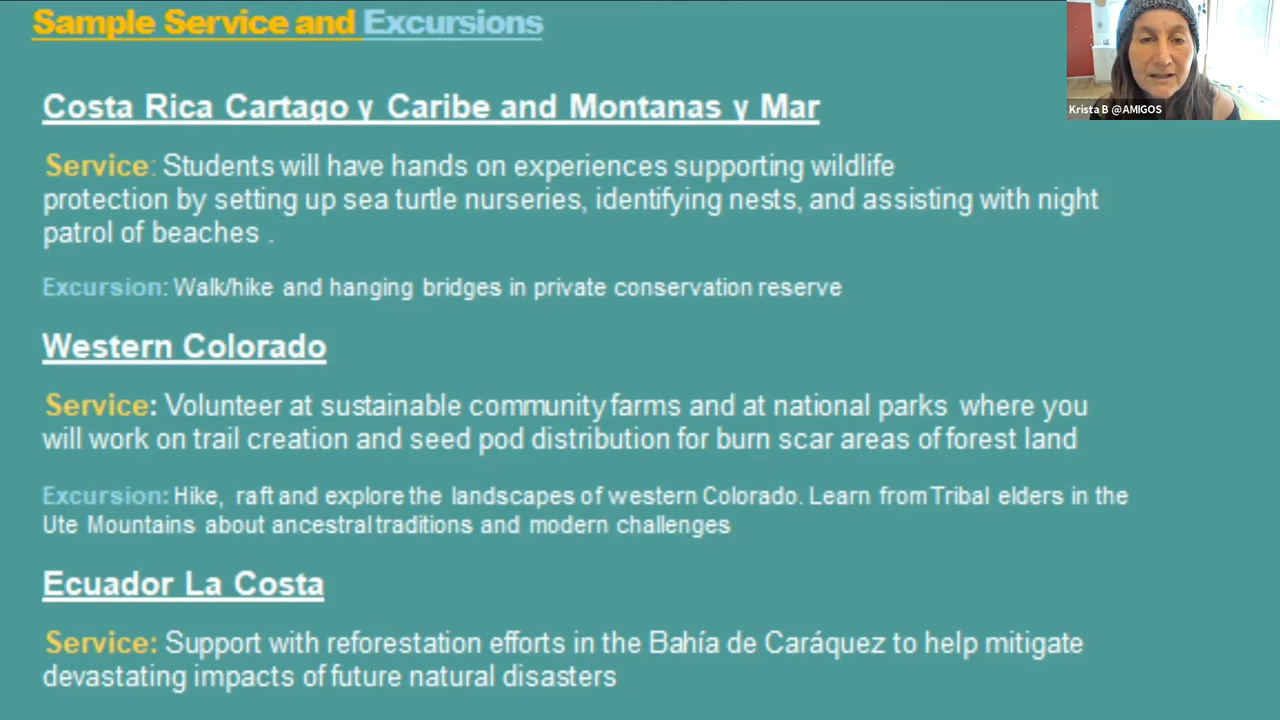 Sample Service and Excursions
Krista B @AMIGOS
Costa Rica Cartago y Caribe and Montanas y Mar
Service: Students will have hands on experiences supporting wildlife
protection by setting up sea turtle nurseries, identifying nests, and assisting with night
patrol of beaches .
Excursion: Walk/hike and hanging bridges in private conservation reserve
Western Colorado
Service: Volunteer at sustainable community farms and at national parks where you
will work on trail creation and seed pod distribution for burn scar areas of forest land
Excursion: Hike, raft and explore the landscapes of western Colorado. Learn from Tribal elders in the
Ute Mountains about ancestral traditions and modern challenges
Ecuador La Costa
Service: Support with reforestation efforts in the Bahía de Caráquez to help mitigate
devastating impacts of future natural disasters